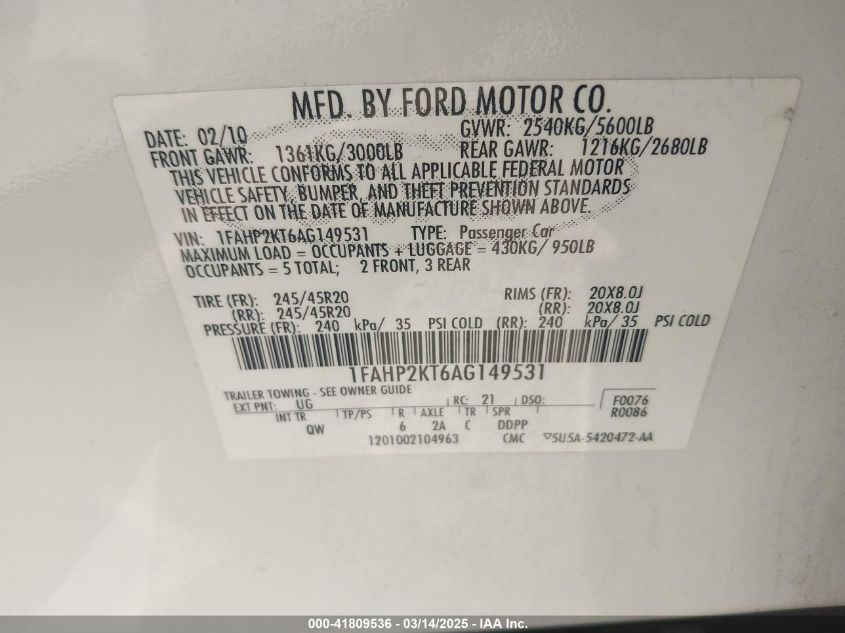 MFD. BY FORD MOTOR CO.
DATE: 02/10 GVWR: 2540KG/5600LB
FRONT GAWR: 1361KG/3000LB REAR GAWR: 1216KG/2680LB
THIS VEHICLE CONFORMS TO ALL APPLICABLE FEDERAL MOTOR
VEHICLE SAFETY, BUMPER, AND THEFT PREVENTION STANDARDS
IN EFFECT ON THE DATE OF MANUFACTURE SHOWN ABOVE.
VIN: 1FAHP2KT6AG149531 TYPE: Passenger Car
MAXIMUM LOAD = OCCUPANTS + LUGGAGE = 430KG/ 950LB
OCCUPANTS = 5 TOTAL; 2 FRONT, 3 REAR
TIRE (FR): 245/45R20 RIMS (FR): 20X8.0J
(RR): 245/45R20 (RR): 20X8.0J
PRESSURE (FR): 240 kPa/ 35 PSI COLD (RR): 240 kPa/ 35 PSI COLD
1FAHP2KT6AG149531
TRAILER TOWING - SEE OWNER GUIDE
EXT PNT: UG RC: 21 DSO: F0076
INT TR TP/PS R AXLE TR SPR R0086
QW 6 2A C DDPP
1201002104963 CMC 5U5A-5420472-AA
000-41809536 - 03/14/2025 - IAA Inc.